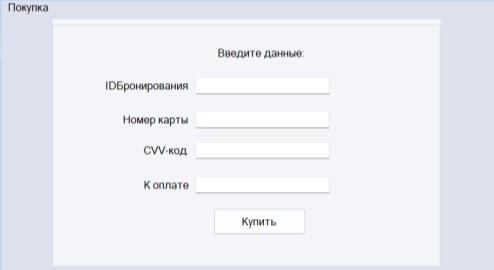 Покупка
Введите данные:
IDБронирования
Номер карты
CVV-код
К оплате
Купить